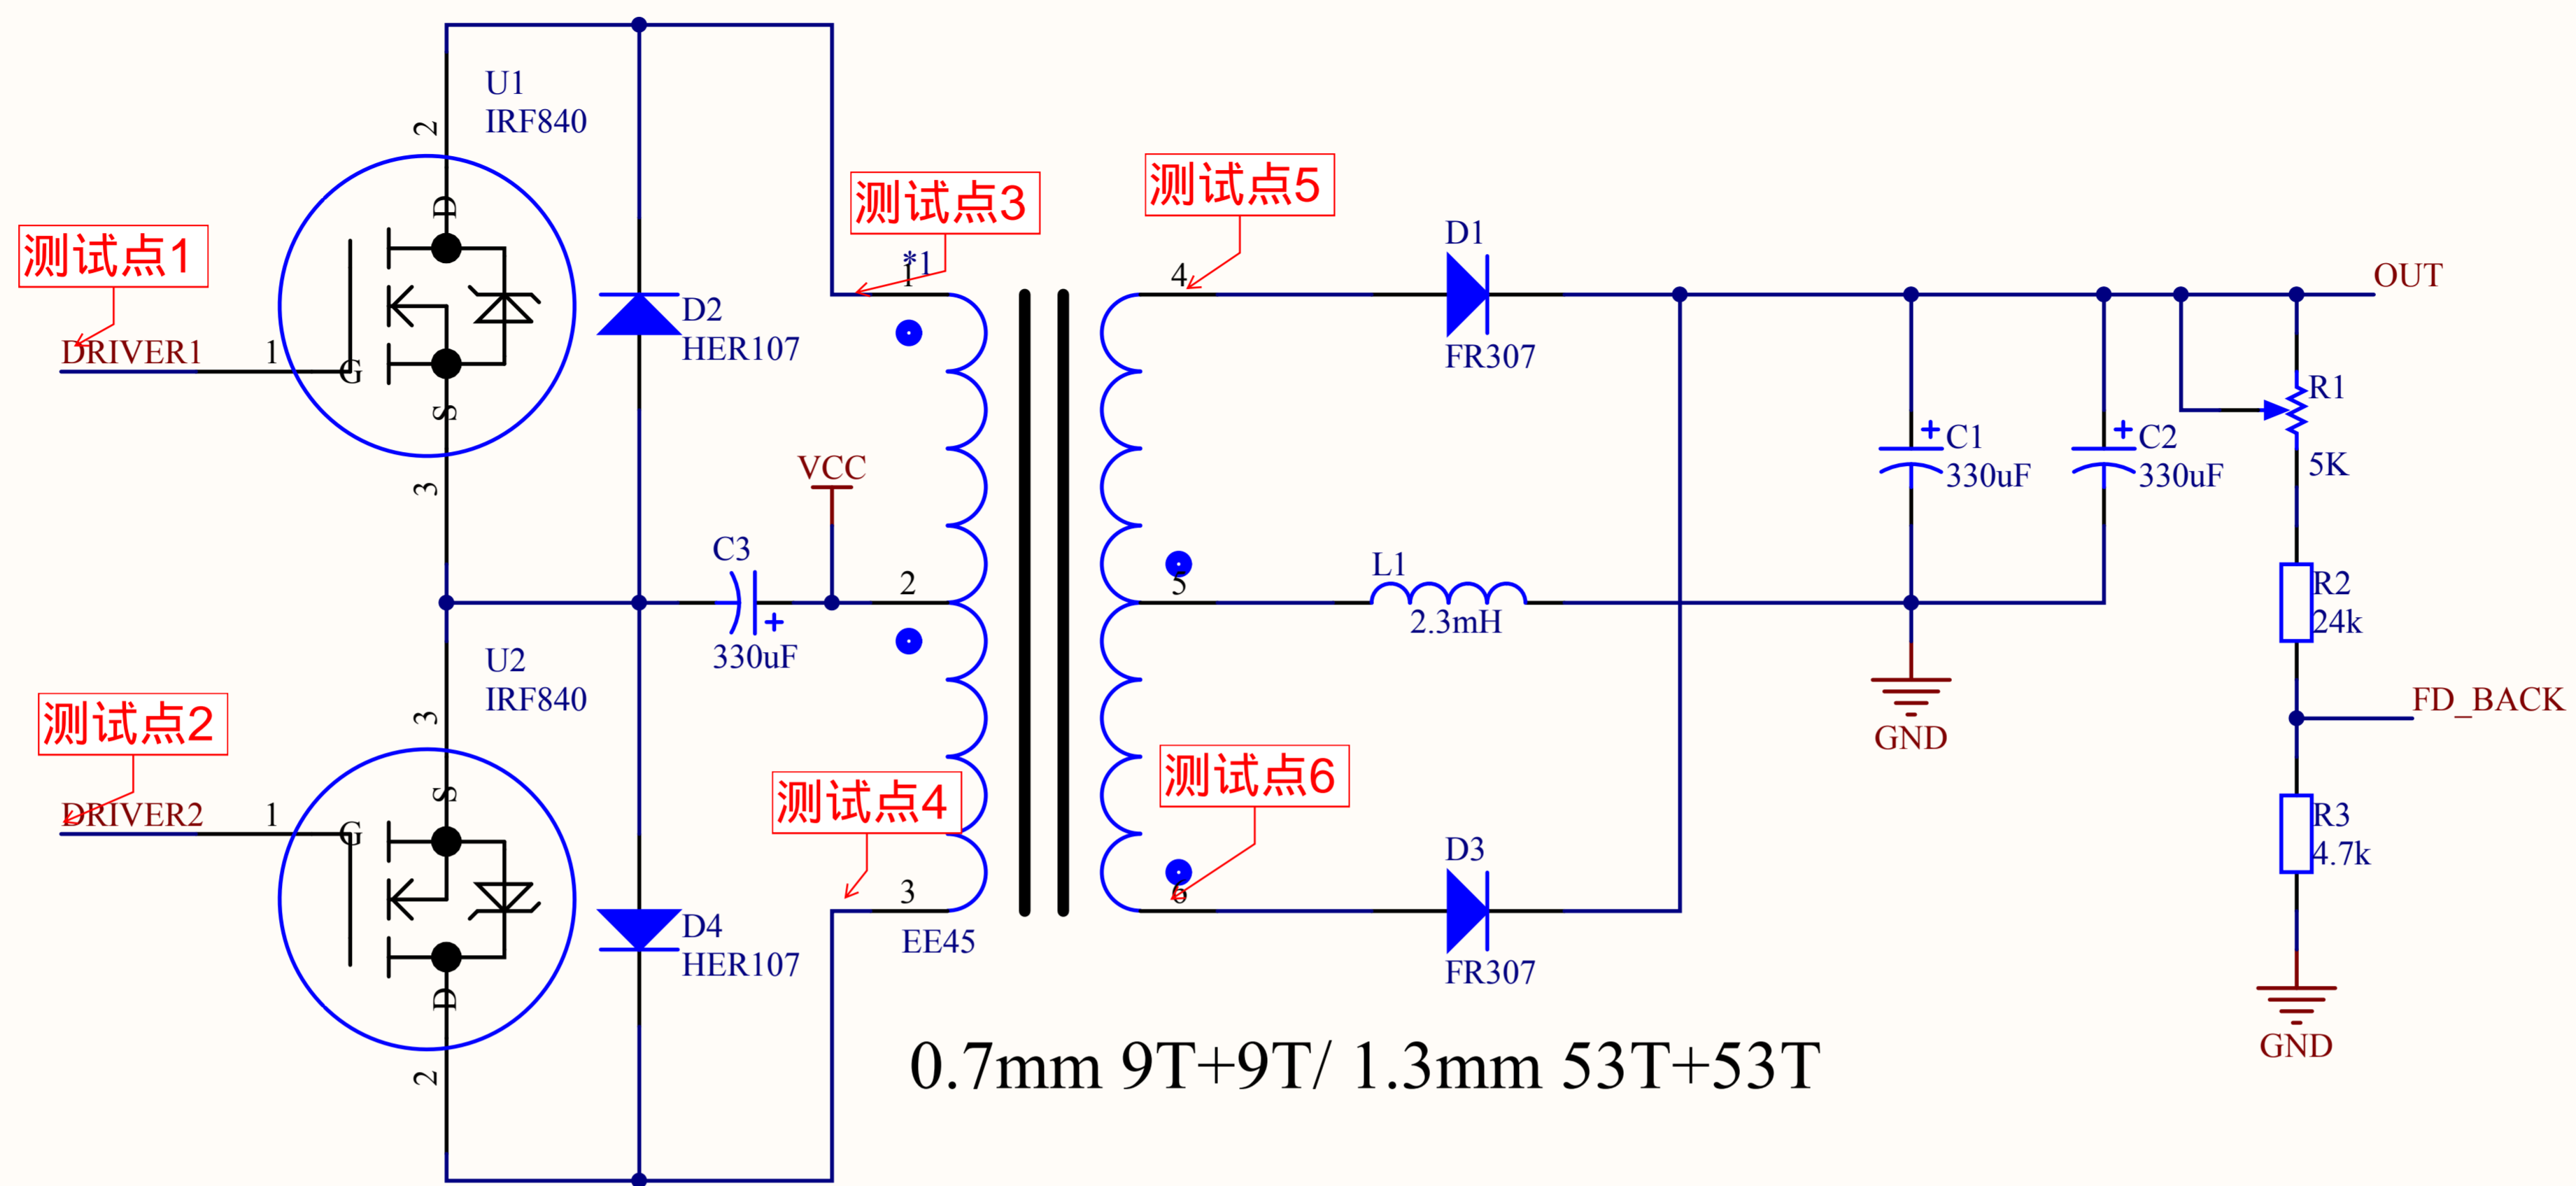 U1
IRF840
2
D
测试点1
DRIVER1
1
G
S
3
D2
HER107
测试点3
*1
1
测试点5
4
D1
FR307
OUT
R1
5K
VCC
C3
330uF
2
5
L1
2.3mH
C1
330uF
C2
330uF
GND
R2
24k
FD_BACK
R3
4.7k
GND
U2
IRF840
3
S
测试点2
DRIVER2
1
G
D
2
D4
HER107
测试点4
3
EE45
测试点6
6
D3
FR307
0.7mm 9T+9T/ 1.3mm 53T+53T